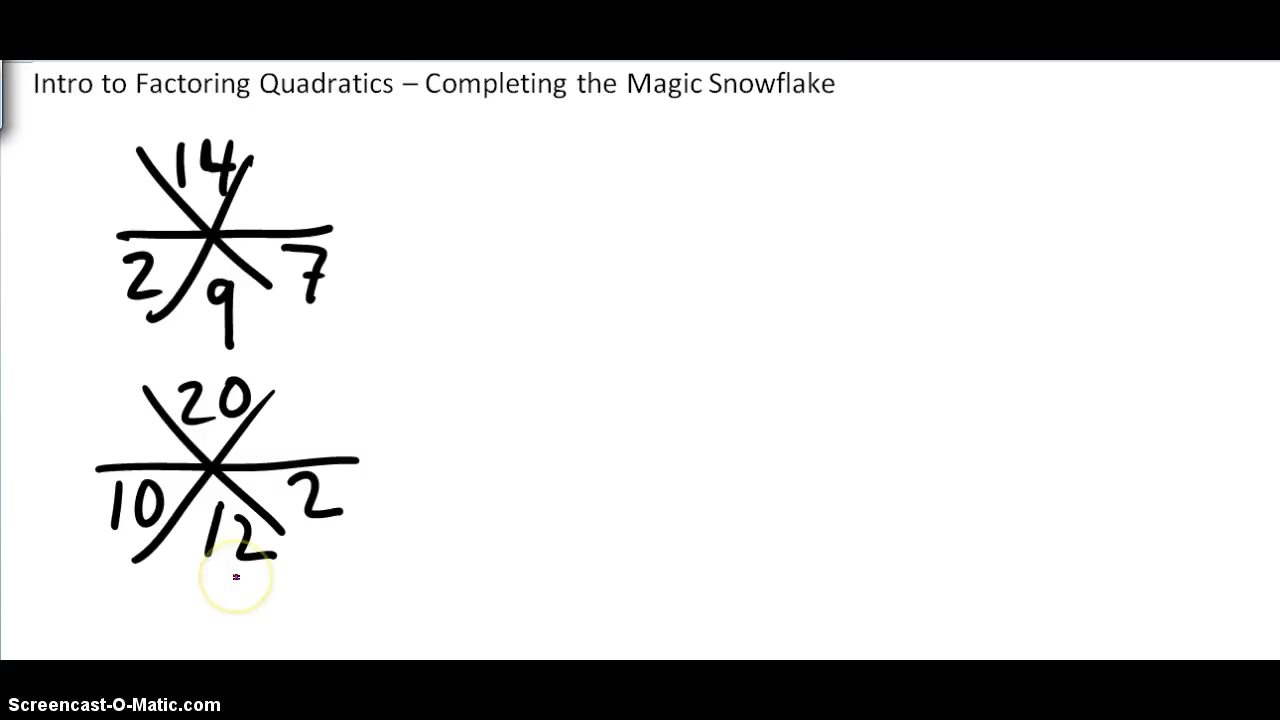 Intro to Factoring Quadratics – Completing the Magic Snowflake
14
2 9 7
20
10 12 2
Screencast-O-Matic.com